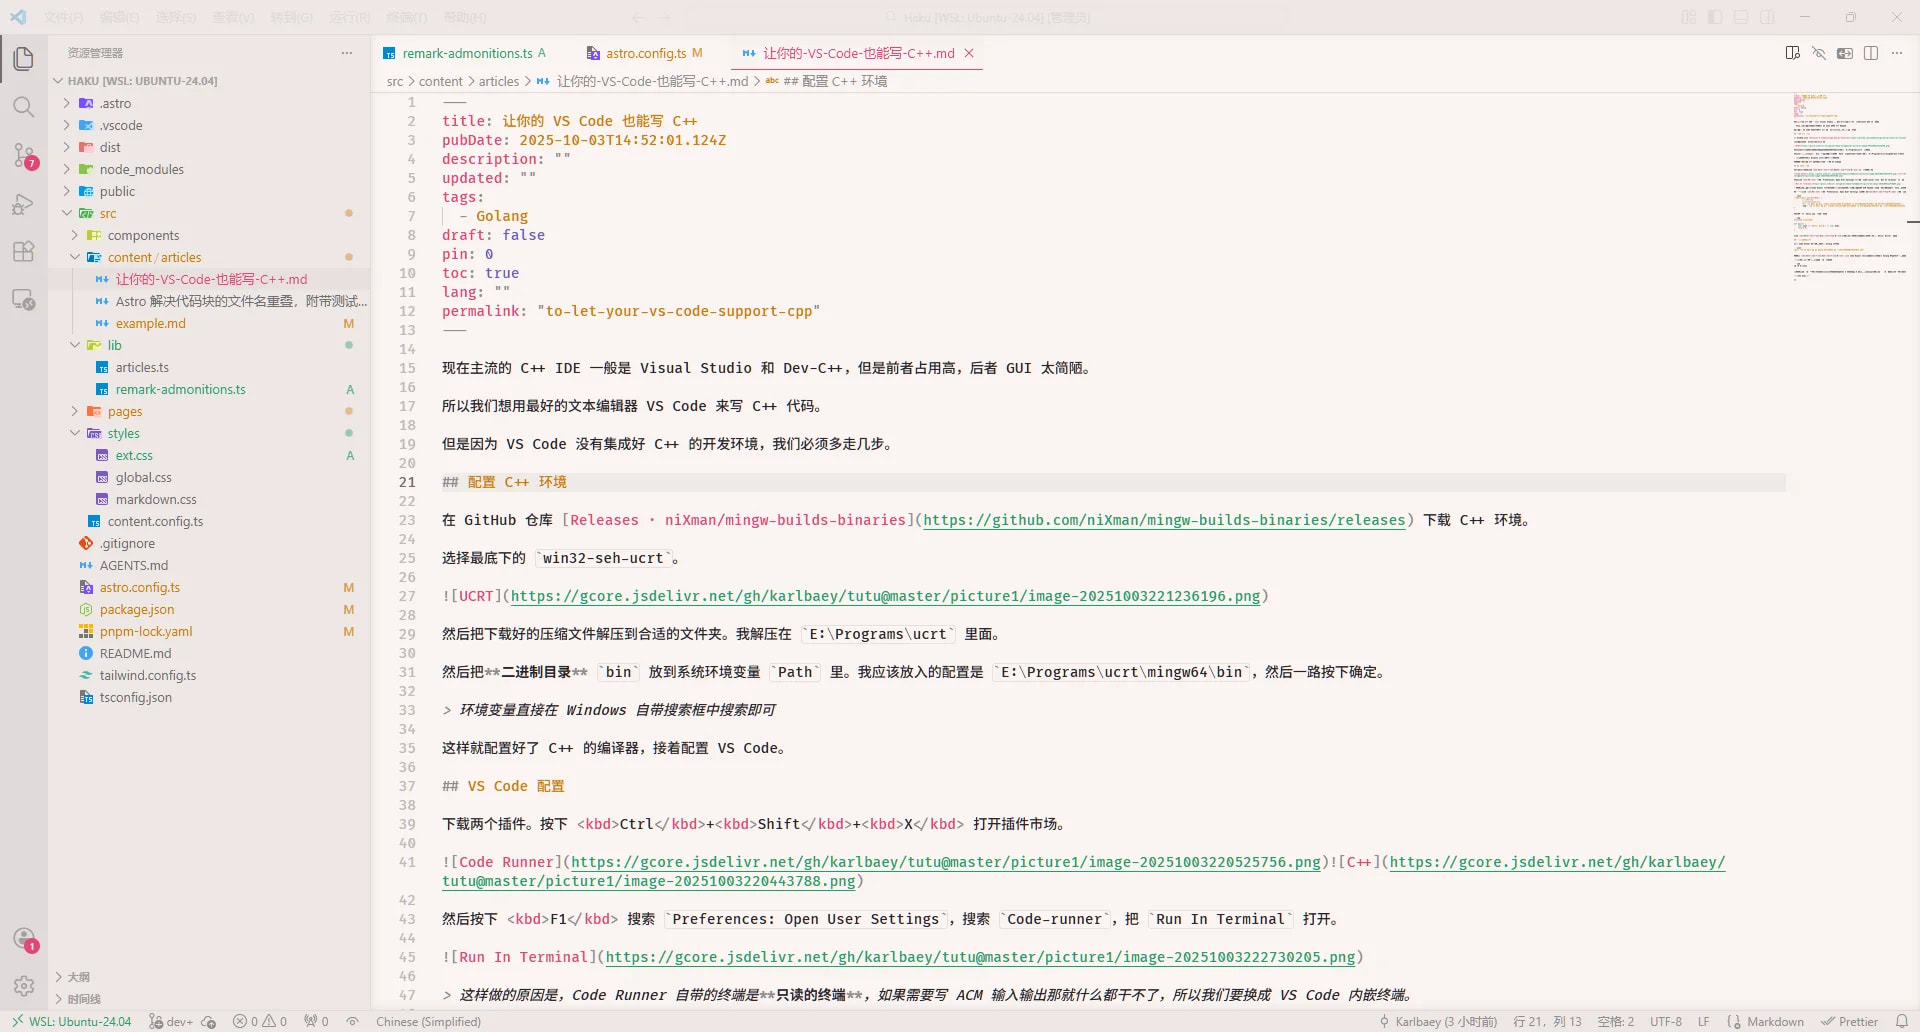 文件(F) 编辑(E) 选择(S) 查看(V) 转到(G) 运行(R) 终端(T) 帮助(H)
Haku [WSL: Ubuntu-24.04] [管理员]
资源管理器
HAKU [WSL: UBUNTU-24.04]
.astro
.vscode
dist
node_modules
public
src
components
content/articles
让你的-VS-Code-也能写-C++.md
Astro 解决代码块的文件名重叠，附带测试...
example.md M
lib
articles.ts
remark-admonitions.ts A
pages
styles
ext.css A
global.css
markdown.css
content.config.ts
.gitignore
AGENTS.md
astro.config.ts M
package.json M
pnpm-lock.yaml M
README.md
tailwind.config.ts
tsconfig.json
大纲
时间线
7
1
remark-admonitions.ts A
astro.config.ts M
让你的-VS-Code-也能写-C++.md
src > content > articles > 让你的-VS-Code-也能写-C++.md > abc ## 配置 C++ 环境
1 ---
2 title: 让你的 VS Code 也能写 C++
3 pubDate: 2025-10-03T14:52:01.124Z
4 description: ""
5 updated: ""
6 tags:
7 - Golang
8 draft: false
9 pin: 0
10 toc: true
11 lang: ""
12 permalink: "to-let-your-vs-code-support-cpp"
13 ---
14
15 现在主流的 C++ IDE 一般是 Visual Studio 和 Dev-C++，但是前者占用高，后者 GUI 太简陋。
16
17 所以我们想用最好的文本编辑器 VS Code 来写 C++ 代码。
18
19 但是因为 VS Code 没有集成好 C++ 的开发环境，我们必须多走几步。
20
21 ## 配置 C++ 环境
22
23 在 GitHub 仓库 [Releases · niXman/mingw-builds-binaries](https://github.com/niXman/mingw-builds-binaries/releases) 下载 C++ 环境。
24
25 选择最底下的 `win32-seh-ucrt`。
26
27 ![UCRT](https://gcore.jsdelivr.net/gh/karlbaey/tutu@master/picture1/image-20251003221236196.png)
28
29 然后把下载好的压缩文件解压到合适的文件夹。我解压在 `E:\Programs\ucrt` 里面。
30
31 然后把**二进制目录** `bin` 放到系统环境变量 `Path` 里。我应该放入的配置是 `E:\Programs\ucrt\mingw64\bin`，然后一路按下确定。
32
33 > 环境变量直接在 Windows 自带搜索框中搜索即可
34
35 这样就配置好了 C++ 的编译器，接着配置 VS Code。
36
37 ## VS Code 配置
38
39 下载两个插件。按下 <kbd>Ctrl</kbd>+<kbd>Shift</kbd>+<kbd>X</kbd> 打开插件市场。
40
41 ![Code Runner](https://gcore.jsdelivr.net/gh/karlbaey/tutu@master/picture1/image-20251003220525756.png)![C++](https://gcore.jsdelivr.net/gh/karlbaey/
tutu@master/picture1/image-20251003220443788.png)
42
43 然后按下 <kbd>F1</kbd> 搜索 `Preferences: Open User Settings`，搜索 `Code-runner`，把 `Run In Terminal` 打开。
44
45 ![Run In Terminal](https://gcore.jsdelivr.net/gh/karlbaey/tutu@master/picture1/image-20251003222730205.png)
46
47 > 这样做的原因是，Code Runner 自带的终端是**只读的终端**，如果需要写 ACM 输入输出那就什么都干不了，所以我们要换成 VS Code 内嵌终端。
WSL: Ubuntu-24.04 dev+ 0 0 0 Chinese (Simplified) Karlbaey (3 小时前) 行 21，列 13 空格: 2 UTF-8 LF Markdown Prettier